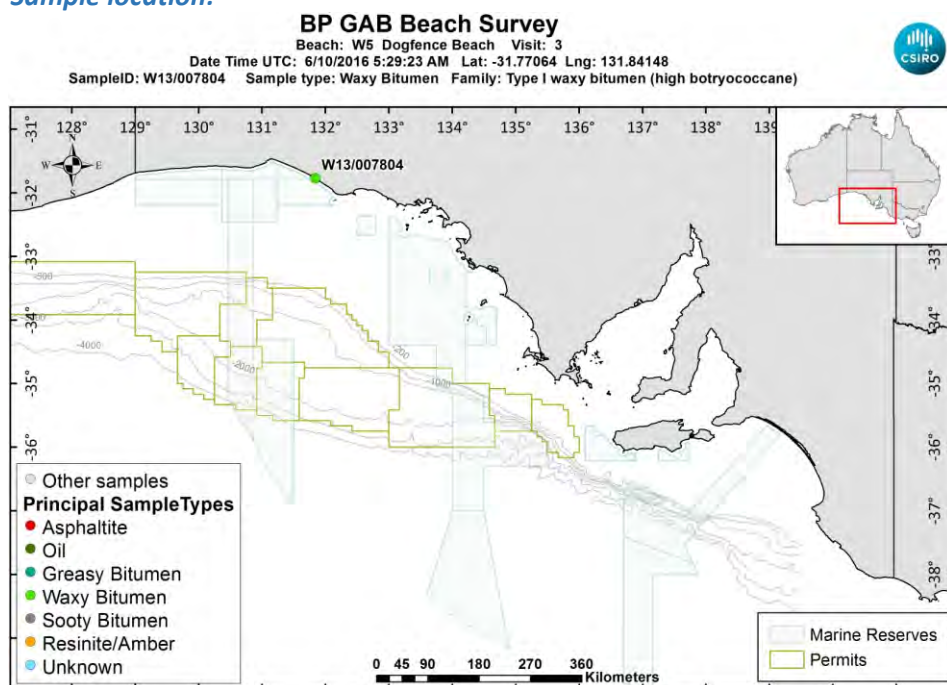 Sample location:
BP GAB Beach Survey
Beach: W5 Dogfence Beach Visit: 3
Date Time UTC: 6/10/2016 5:29:23 AM Lat: -31.77064 Lng: 131.84148
SampleID: W13/007804 Sample type: Waxy Bitumen Family: Type I waxy bitumen (high botryococcane)
CSIRO
128° 129° 130° 131° 132° 133° 134° 135° 136° 137° 138° 139
-31°
N
W E
S
W13/007804
-32°
-33°
-34°
-35°
-36°
-37°
-38°
-4000
-2000
-200
-1000
-34°
-35°
-36°
-37°
-38°
Other samples
Principal SampleTypes
Asphaltite
Oil
Greasy Bitumen
Waxy Bitumen
Sooty Bitumen
Resinite/Amber
Unknown
0 45 90 180 270 360
Kilometers
Marine Reserves
Permits